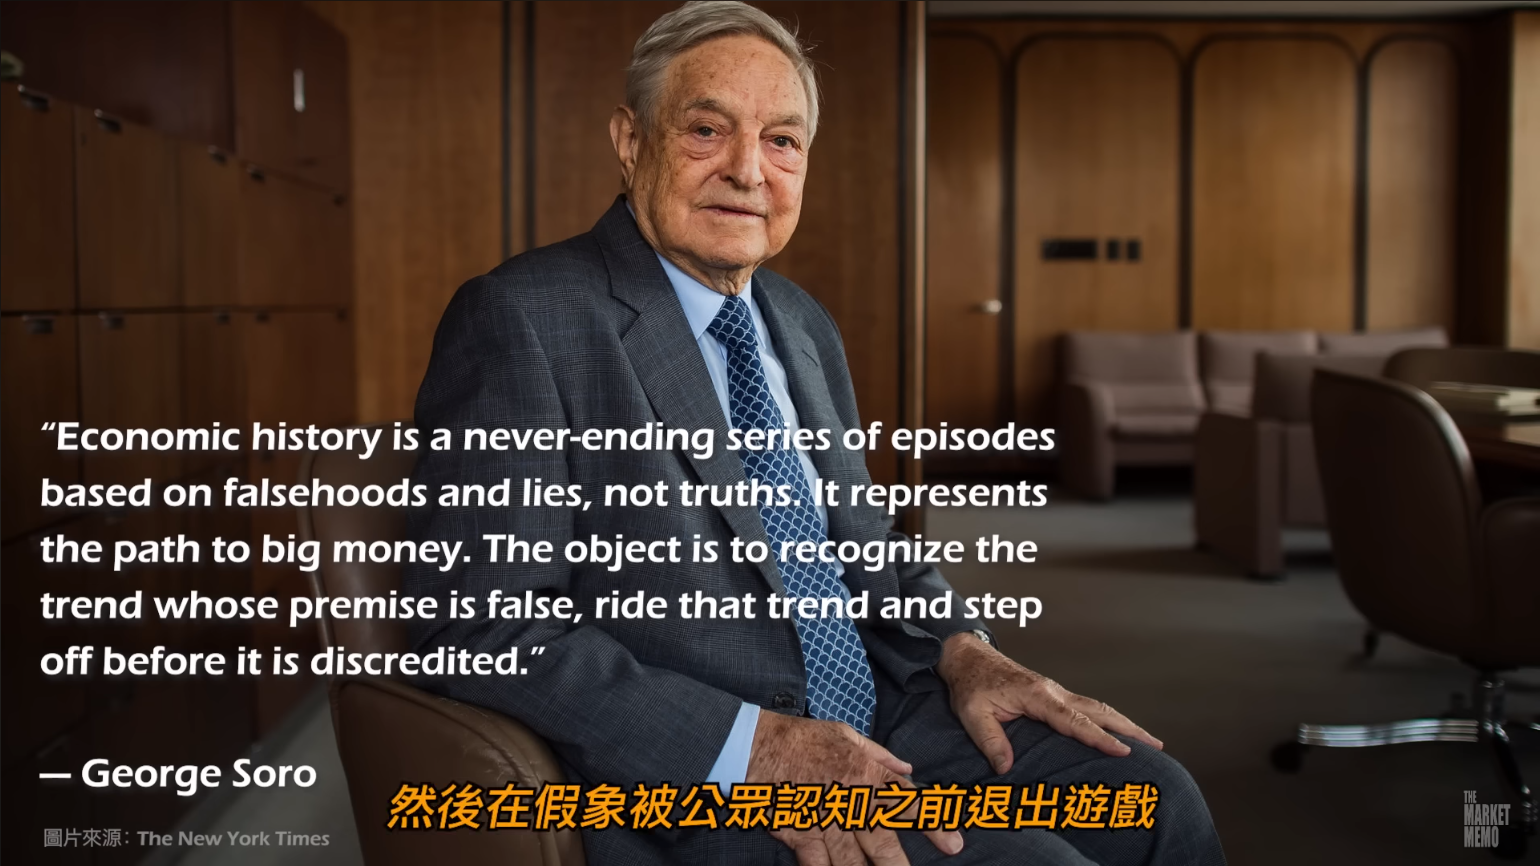 “Economic history is a never-ending series of episodes
based on falsehoods and lies, not truths. It represents
the path to big money. The object is to recognize the
trend whose premise is false, ride that trend and step
off before it is discredited.”
— George Soro
然後在假象被公眾認知之前退出遊戲
圖片來源：The New York Times
THE
MARKET
MEMO